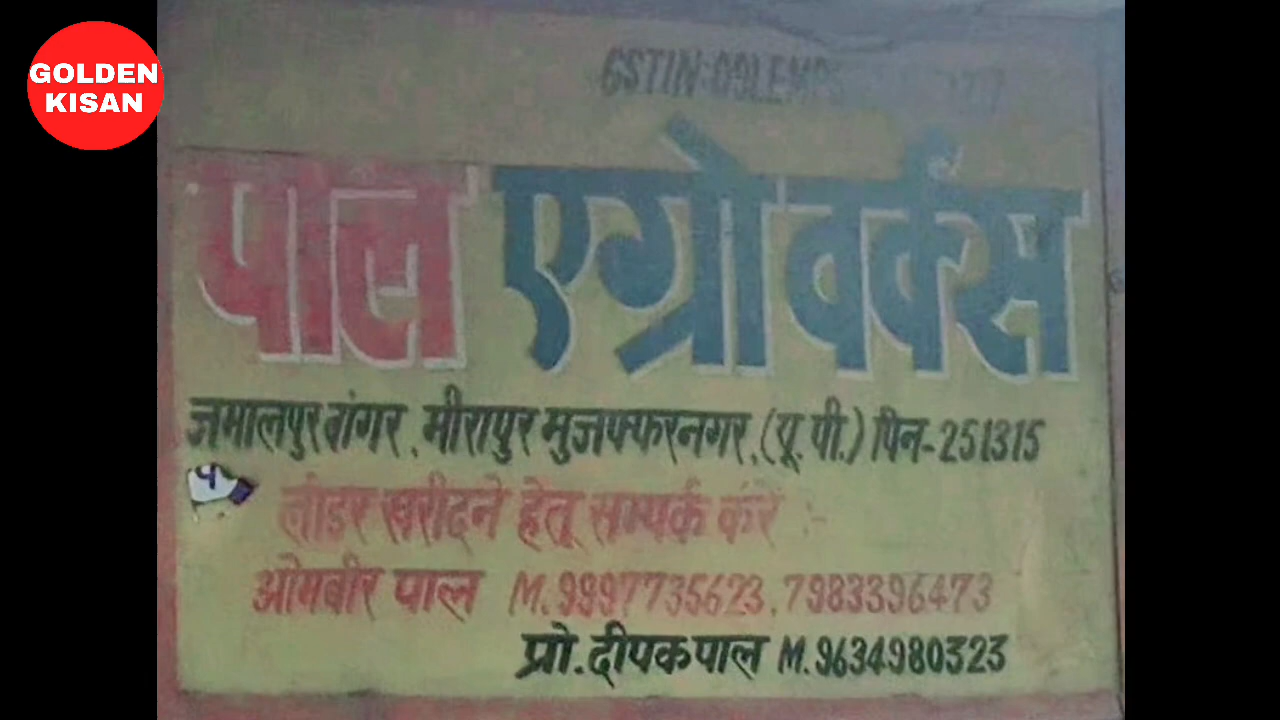 GOLDEN
KISAN
GSTIN:09LEMPS
पाल एग्रो वर्क्स
जमालपुर बांगर, मीरापुर मुजफ्फरनगर, (यू. पी.) पिन-251315
लोडर खरीदने हेतू सम्पर्क करें :-
ओमबीर पाल M. 9997735623, 7983396473
प्रो. दीपक पाल M. 9634980323